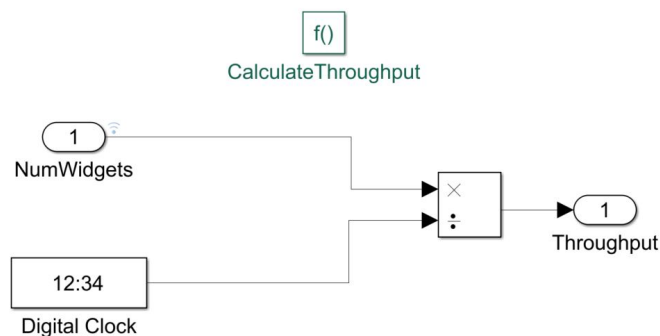 f()
CalculateThroughput
1
NumWidgets
×
÷
1
Throughput
12:34
Digital Clock